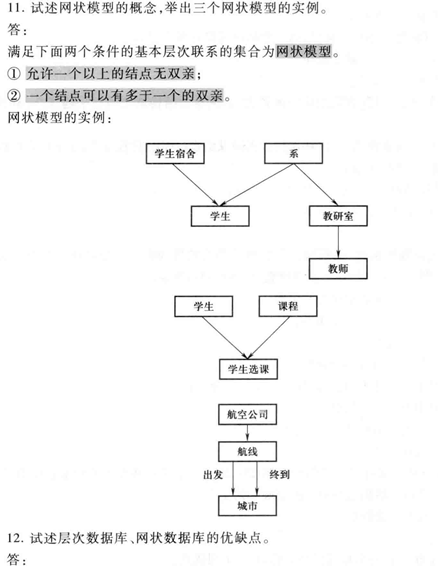 11. 试述网状模型的概念,举出三个网状模型的实例。
答:
满足下面两个条件的基本层次联系的集合为网状模型。
① 允许一个以上的结点无双亲;
② 一个结点可以有多于一个的双亲。
网状模型的实例:
学生宿舍 系
学生 教研室
教师
学生 课程
学生选课
航空公司
航线
出发 终到
城市
12. 试述层次数据库、网状数据库的优缺点。
答: